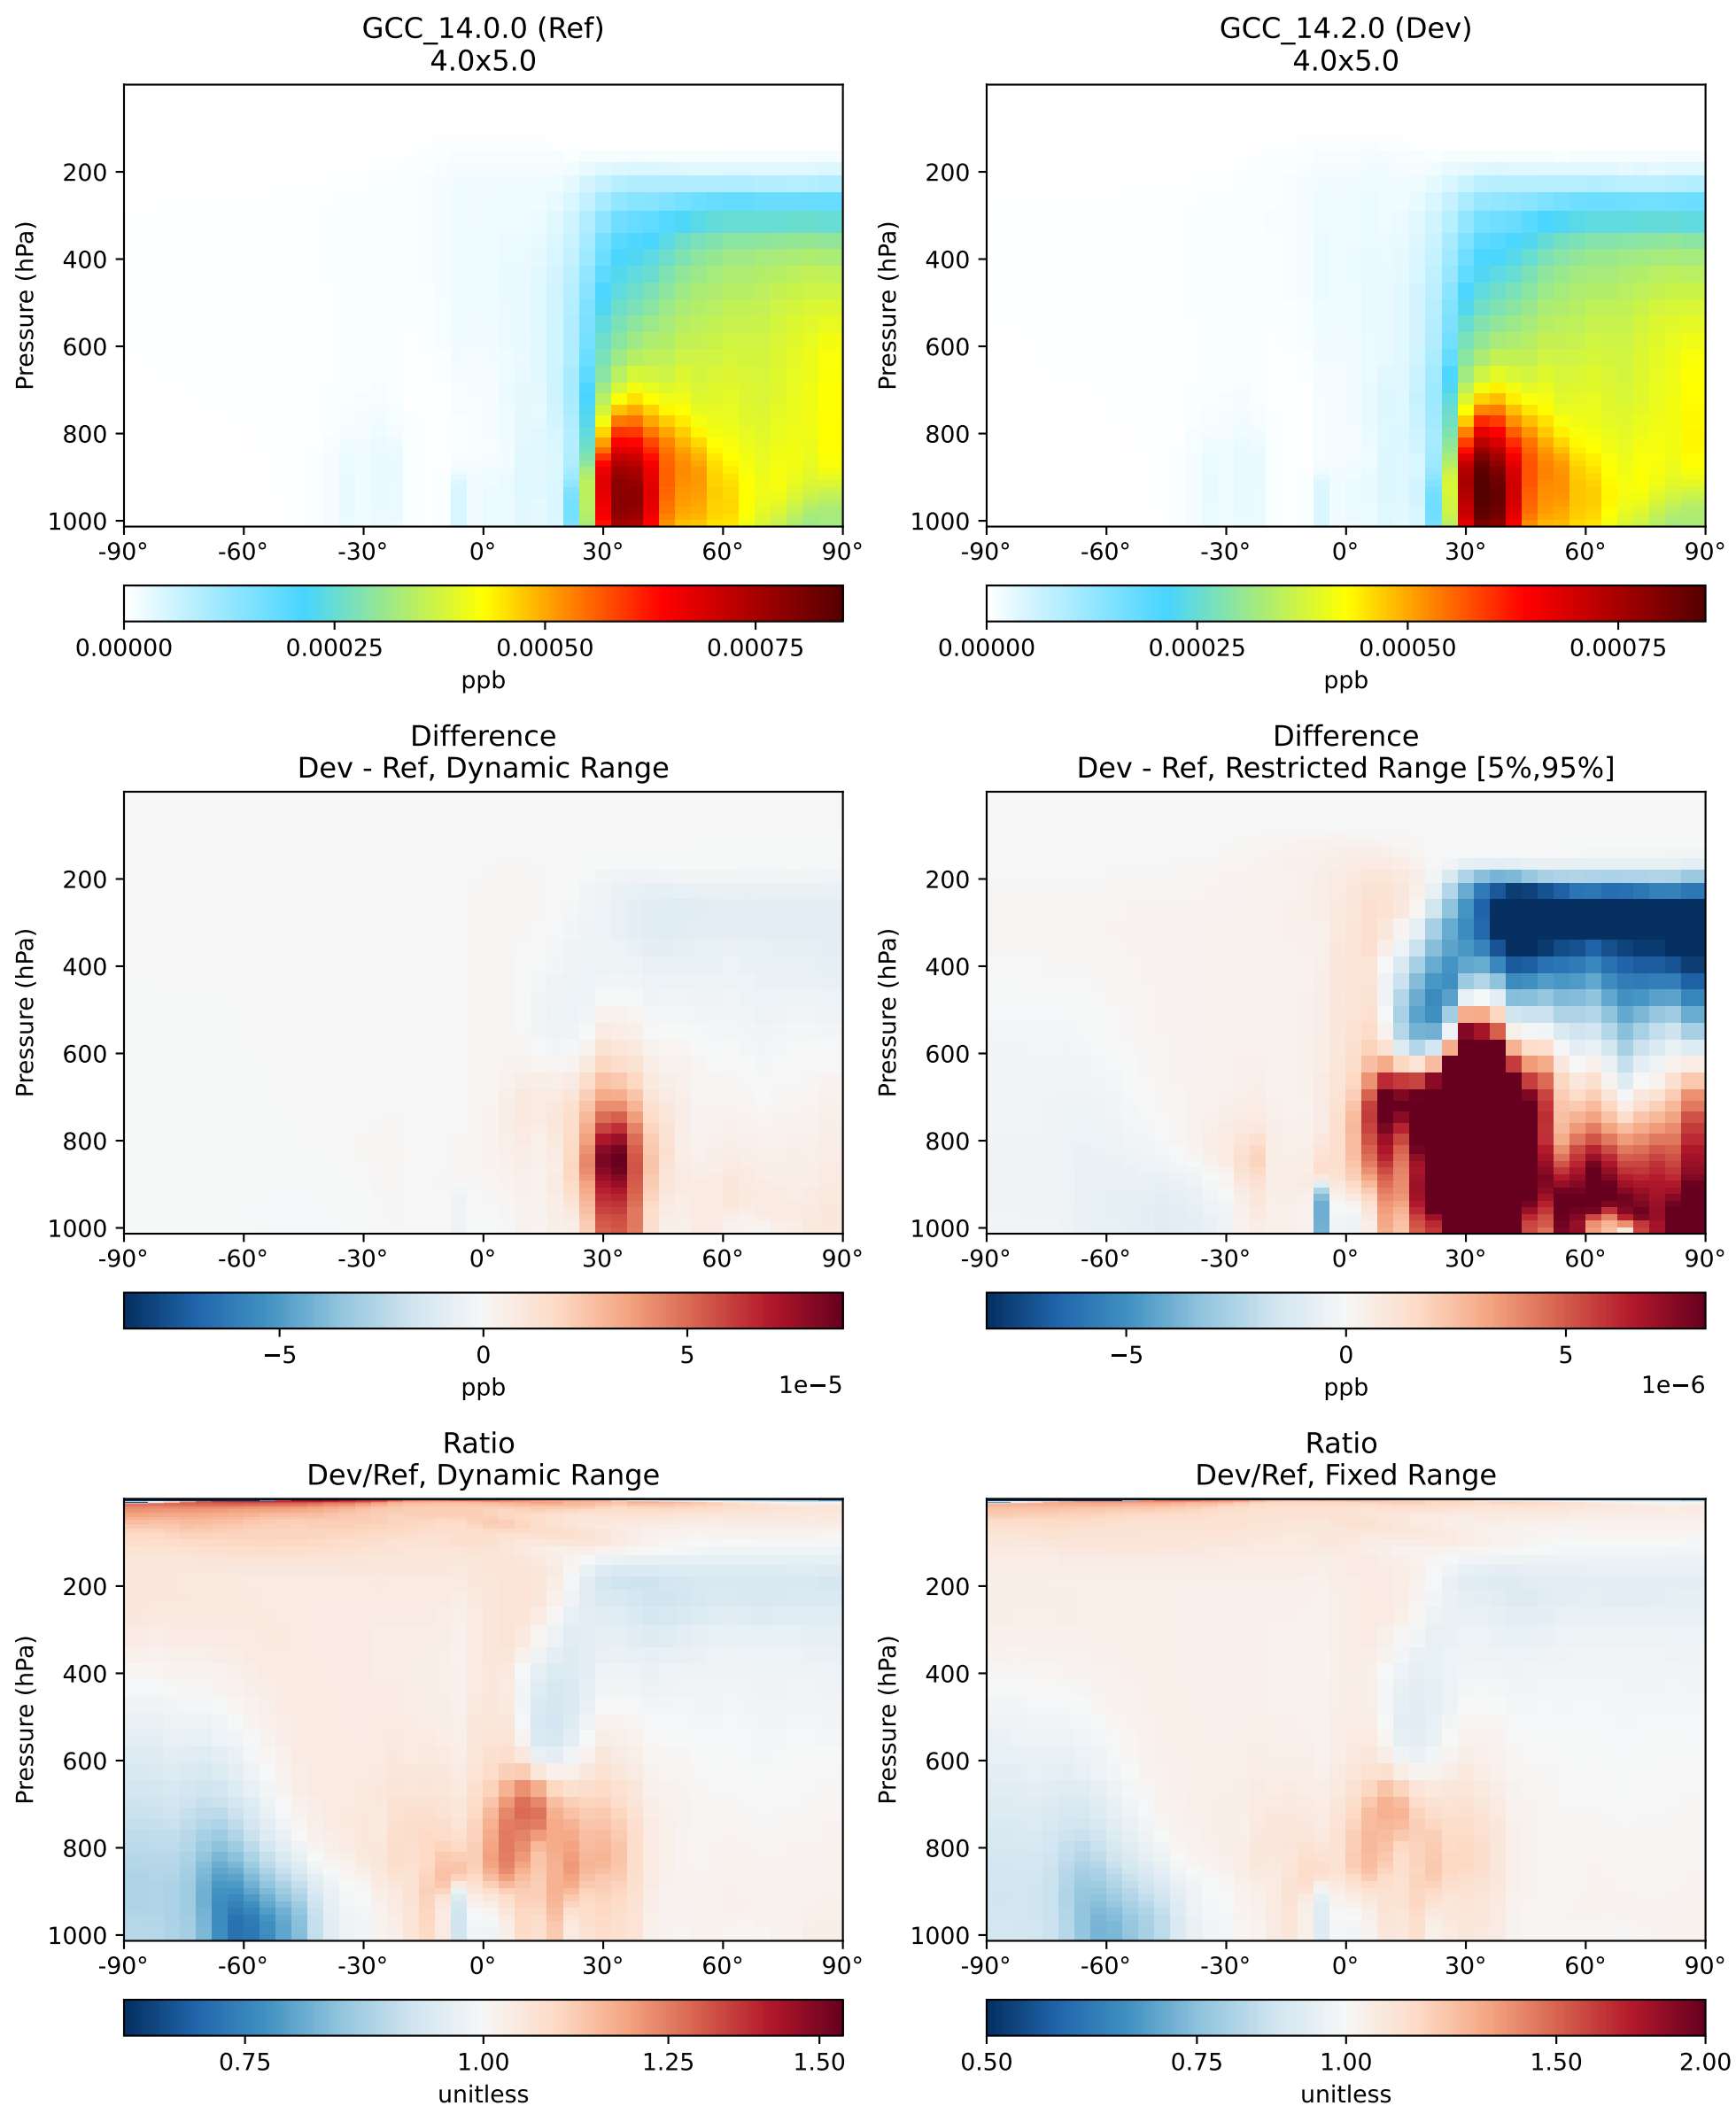 GCC_14.0.0 (Ref)
4.0x5.0
GCC_14.2.0 (Dev)
4.0x5.0
Pressure (hPa)
200
400
600
800
1000
-90° -60° -30° 0° 30° 60° 90°
0.00000 0.00025 0.00050 0.00075
ppb
Pressure (hPa)
200
400
600
800
1000
-90° -60° -30° 0° 30° 60° 90°
0.00000 0.00025 0.00050 0.00075
ppb
Difference
Dev - Ref, Dynamic Range
Difference
Dev - Ref, Restricted Range [5%,95%]
Pressure (hPa)
200
400
600
800
1000
-90° -60° -30° 0° 30° 60° 90°
−5 0 5
ppb
1e−5
Pressure (hPa)
200
400
600
800
1000
-90° -60° -30° 0° 30° 60° 90°
−5 0 5
ppb
1e−6
Ratio
Dev/Ref, Dynamic Range
Ratio
Dev/Ref, Fixed Range
Pressure (hPa)
200
400
600
800
1000
-90° -60° -30° 0° 30° 60° 90°
0.75 1.00 1.25 1.50
unitless
Pressure (hPa)
200
400
600
800
1000
-90° -60° -30° 0° 30° 60° 90°
0.50 0.75 1.00 1.50 2.00
unitless